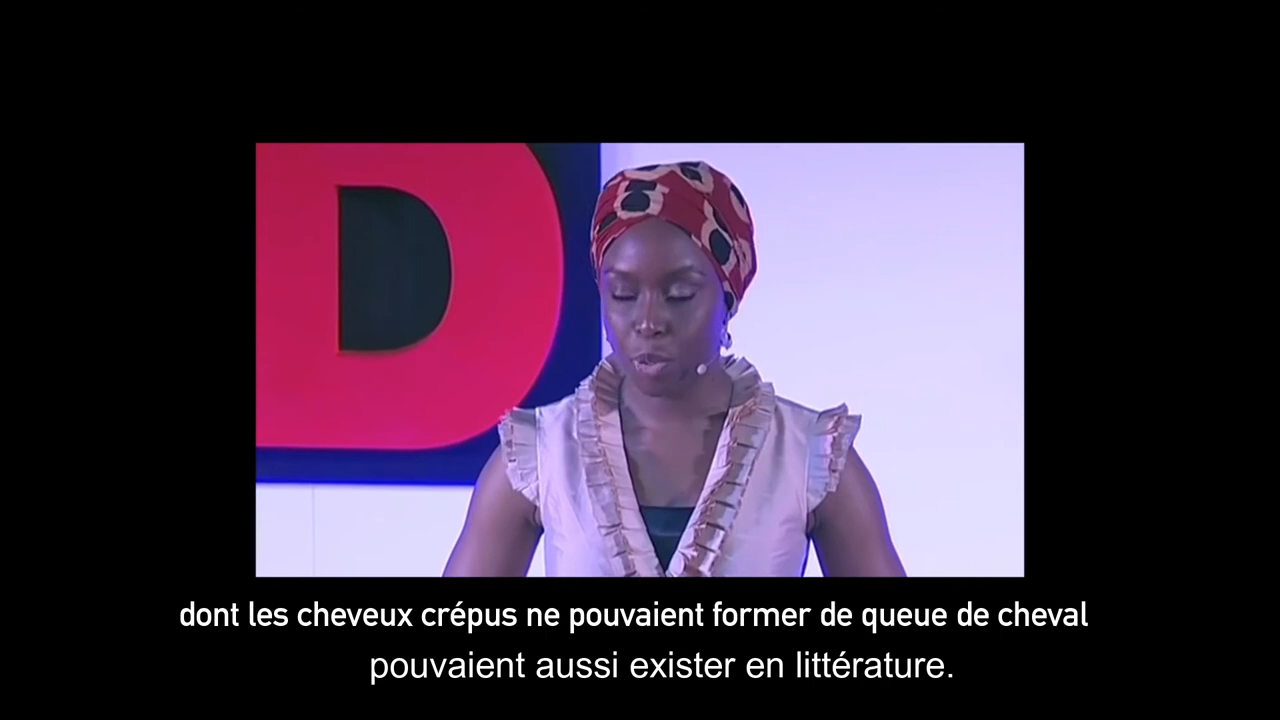 D
dont les cheveux crépus ne pouvaient former de queue de cheval
pouvaient aussi exister en littérature.